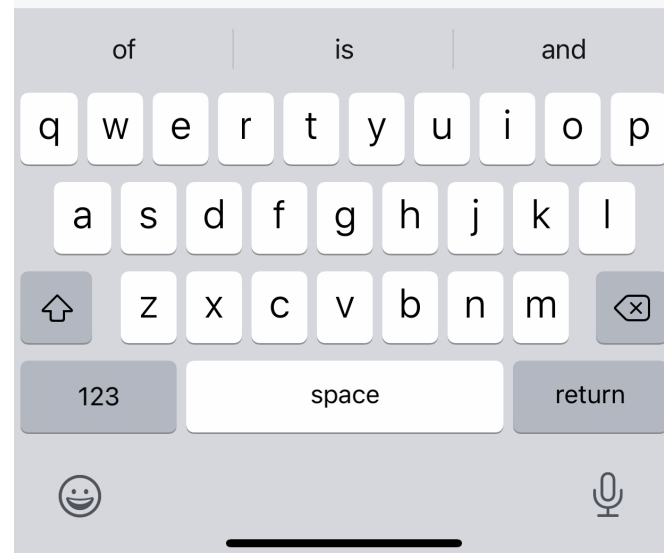 of is and
q w e r t y u i o p
a s d f g h j k l
z x c v b n m
123 space return